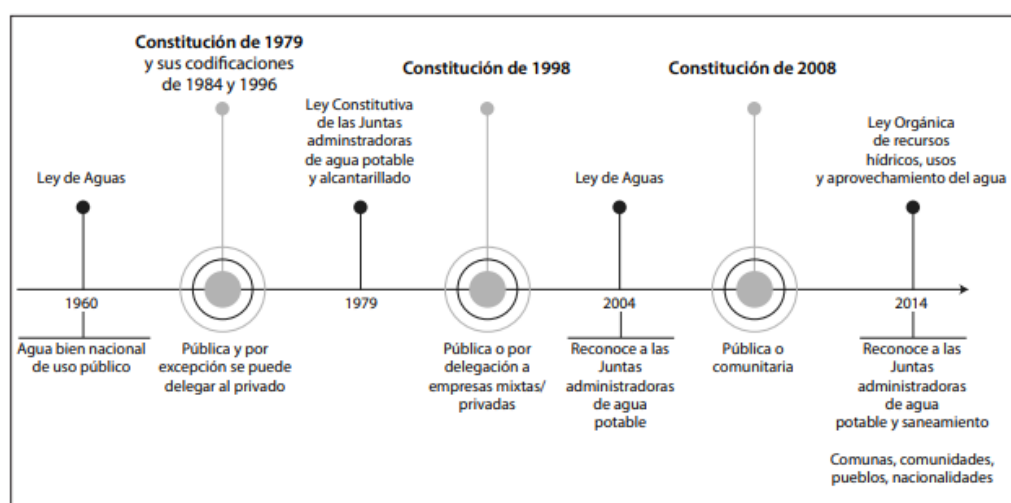 Constitución de 1979
y sus codificaciones
de 1984 y 1996
Constitución de 1998
Constitución de 2008
Ley de Aguas
Ley Constitutiva
de las Juntas
adminstradoras
de agua potable
y alcantarillado
Ley de Aguas
Ley Orgánica
de recursos
hídricos, usos
y aprovechamiento del agua
1960
1979
2004
2014
Agua bien nacional
de uso público
Pública y por
excepción se puede
delegar al privado
Pública o por
delegación a
empresas mixtas/
privadas
Reconoce a las
Juntas
administradoras
de agua
potable
Pública o
comunitaria
Reconoce a las
Juntas
administradoras
de agua
potable y saneamiento
Comunas, comunidades,
pueblos, nacionalidades